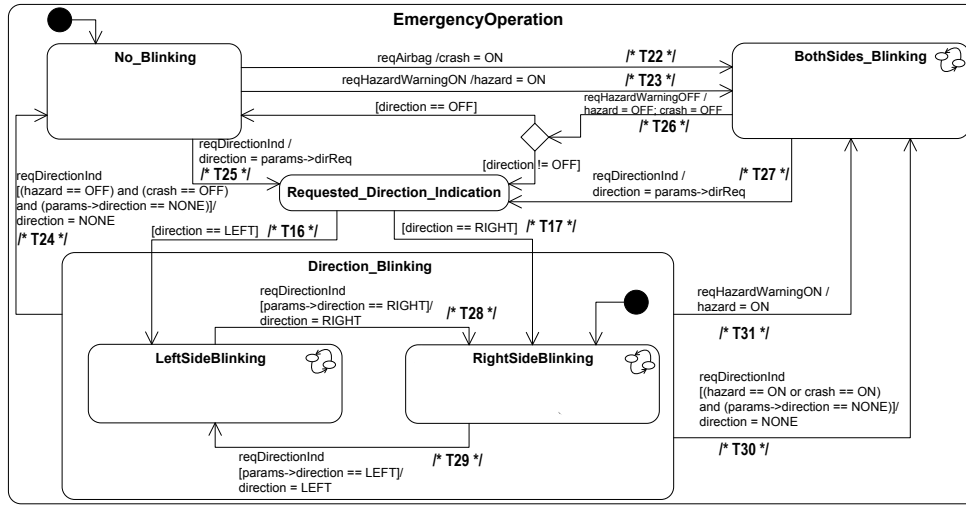 EmergencyOperation
No_Blinking
BothSides_Blinking
reqAirbag /crash = ON
/* T22 */
reqHazardWarningON /hazard = ON
/* T23 */
reqHazardWarningOFF /
hazard = OFF; crash = OFF
/* T26 */
[direction == OFF]
[direction != OFF]
reqDirectionInd /
direction = params->dirReq
/* T25 */
reqDirectionInd /
direction = params->dirReq
/* T27 */
Requested_Direction_Indication
reqDirectionInd
[(hazard == OFF) and (crash == OFF)
and (params->direction == NONE)]/
direction = NONE
/* T24 */
[direction == LEFT] /* T16 */
[direction == RIGHT] /* T17 */
Direction_Blinking
reqDirectionInd
[params->direction == RIGHT]/
direction = RIGHT
/* T28 */
LeftSideBlinking
RightSideBlinking
reqDirectionInd
[params->direction == LEFT]/
direction = LEFT
/* T29 */
reqHazardWarningON /
hazard = ON
/* T31 */
reqDirectionInd
[(hazard == ON or crash == ON)
and (params->direction == NONE)]/
direction = NONE
/* T30 */